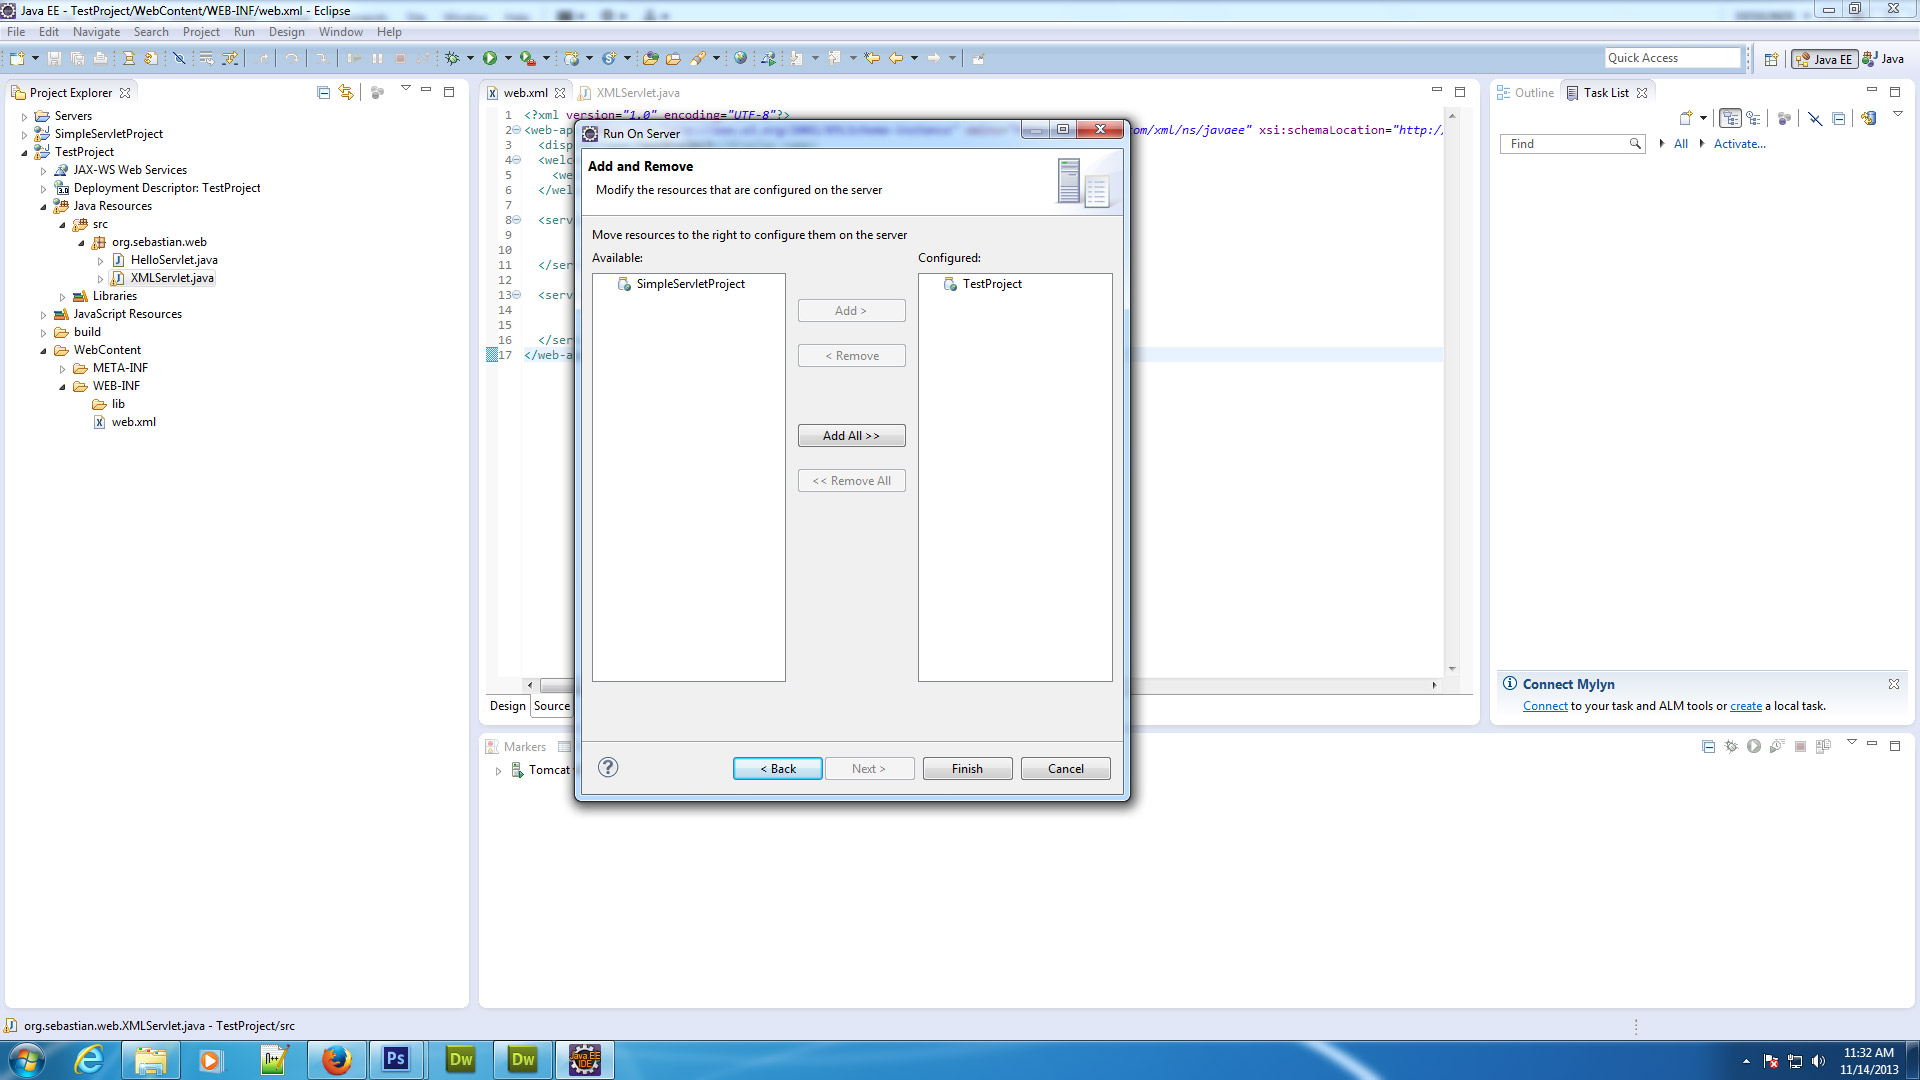 Java EE - TestProject/WebContent/WEB-INF/web.xml - Eclipse
File Edit Navigate Search Project Run Design Window Help
Quick Access
Java EE
Java
Project Explorer
Servers
SimpleServletProject
TestProject
JAX-WS Web Services
Deployment Descriptor: TestProject
Java Resources
src
org.sebastian.web
HelloServlet.java
XMLServlet.java
Libraries
JavaScript Resources
build
WebContent
META-INF
WEB-INF
lib
web.xml
web.xml
XMLServlet.java
1 <?xml version="1.0" encoding="UTF-8"?>
2 <web-ap
om/xml/ns/javaee" xsi:schemaLocation="http:/
3 <disp
4 <welc
5 <we
6 </wel
7
8 <serv
9
10
11 </ser
12
13 <serv
14
15
16 </ser
17 </web-a
Design
Source
Run On Server
Add and Remove
Modify the resources that are configured on the server
Move resources to the right to configure them on the server
Available:
Configured:
SimpleServletProject
TestProject
Add >
< Remove
Add All >>
<< Remove All
?
< Back
Next >
Finish
Cancel
Outline
Task List
Find
All
Activate...
Connect Mylyn
Connect to your task and ALM tools or create a local task.
Markers
Tomcat
org.sebastian.web.XMLServlet.java - TestProject/src
Ps
Dw
Dw
Java EE
IDE
11:32 AM
11/14/2013